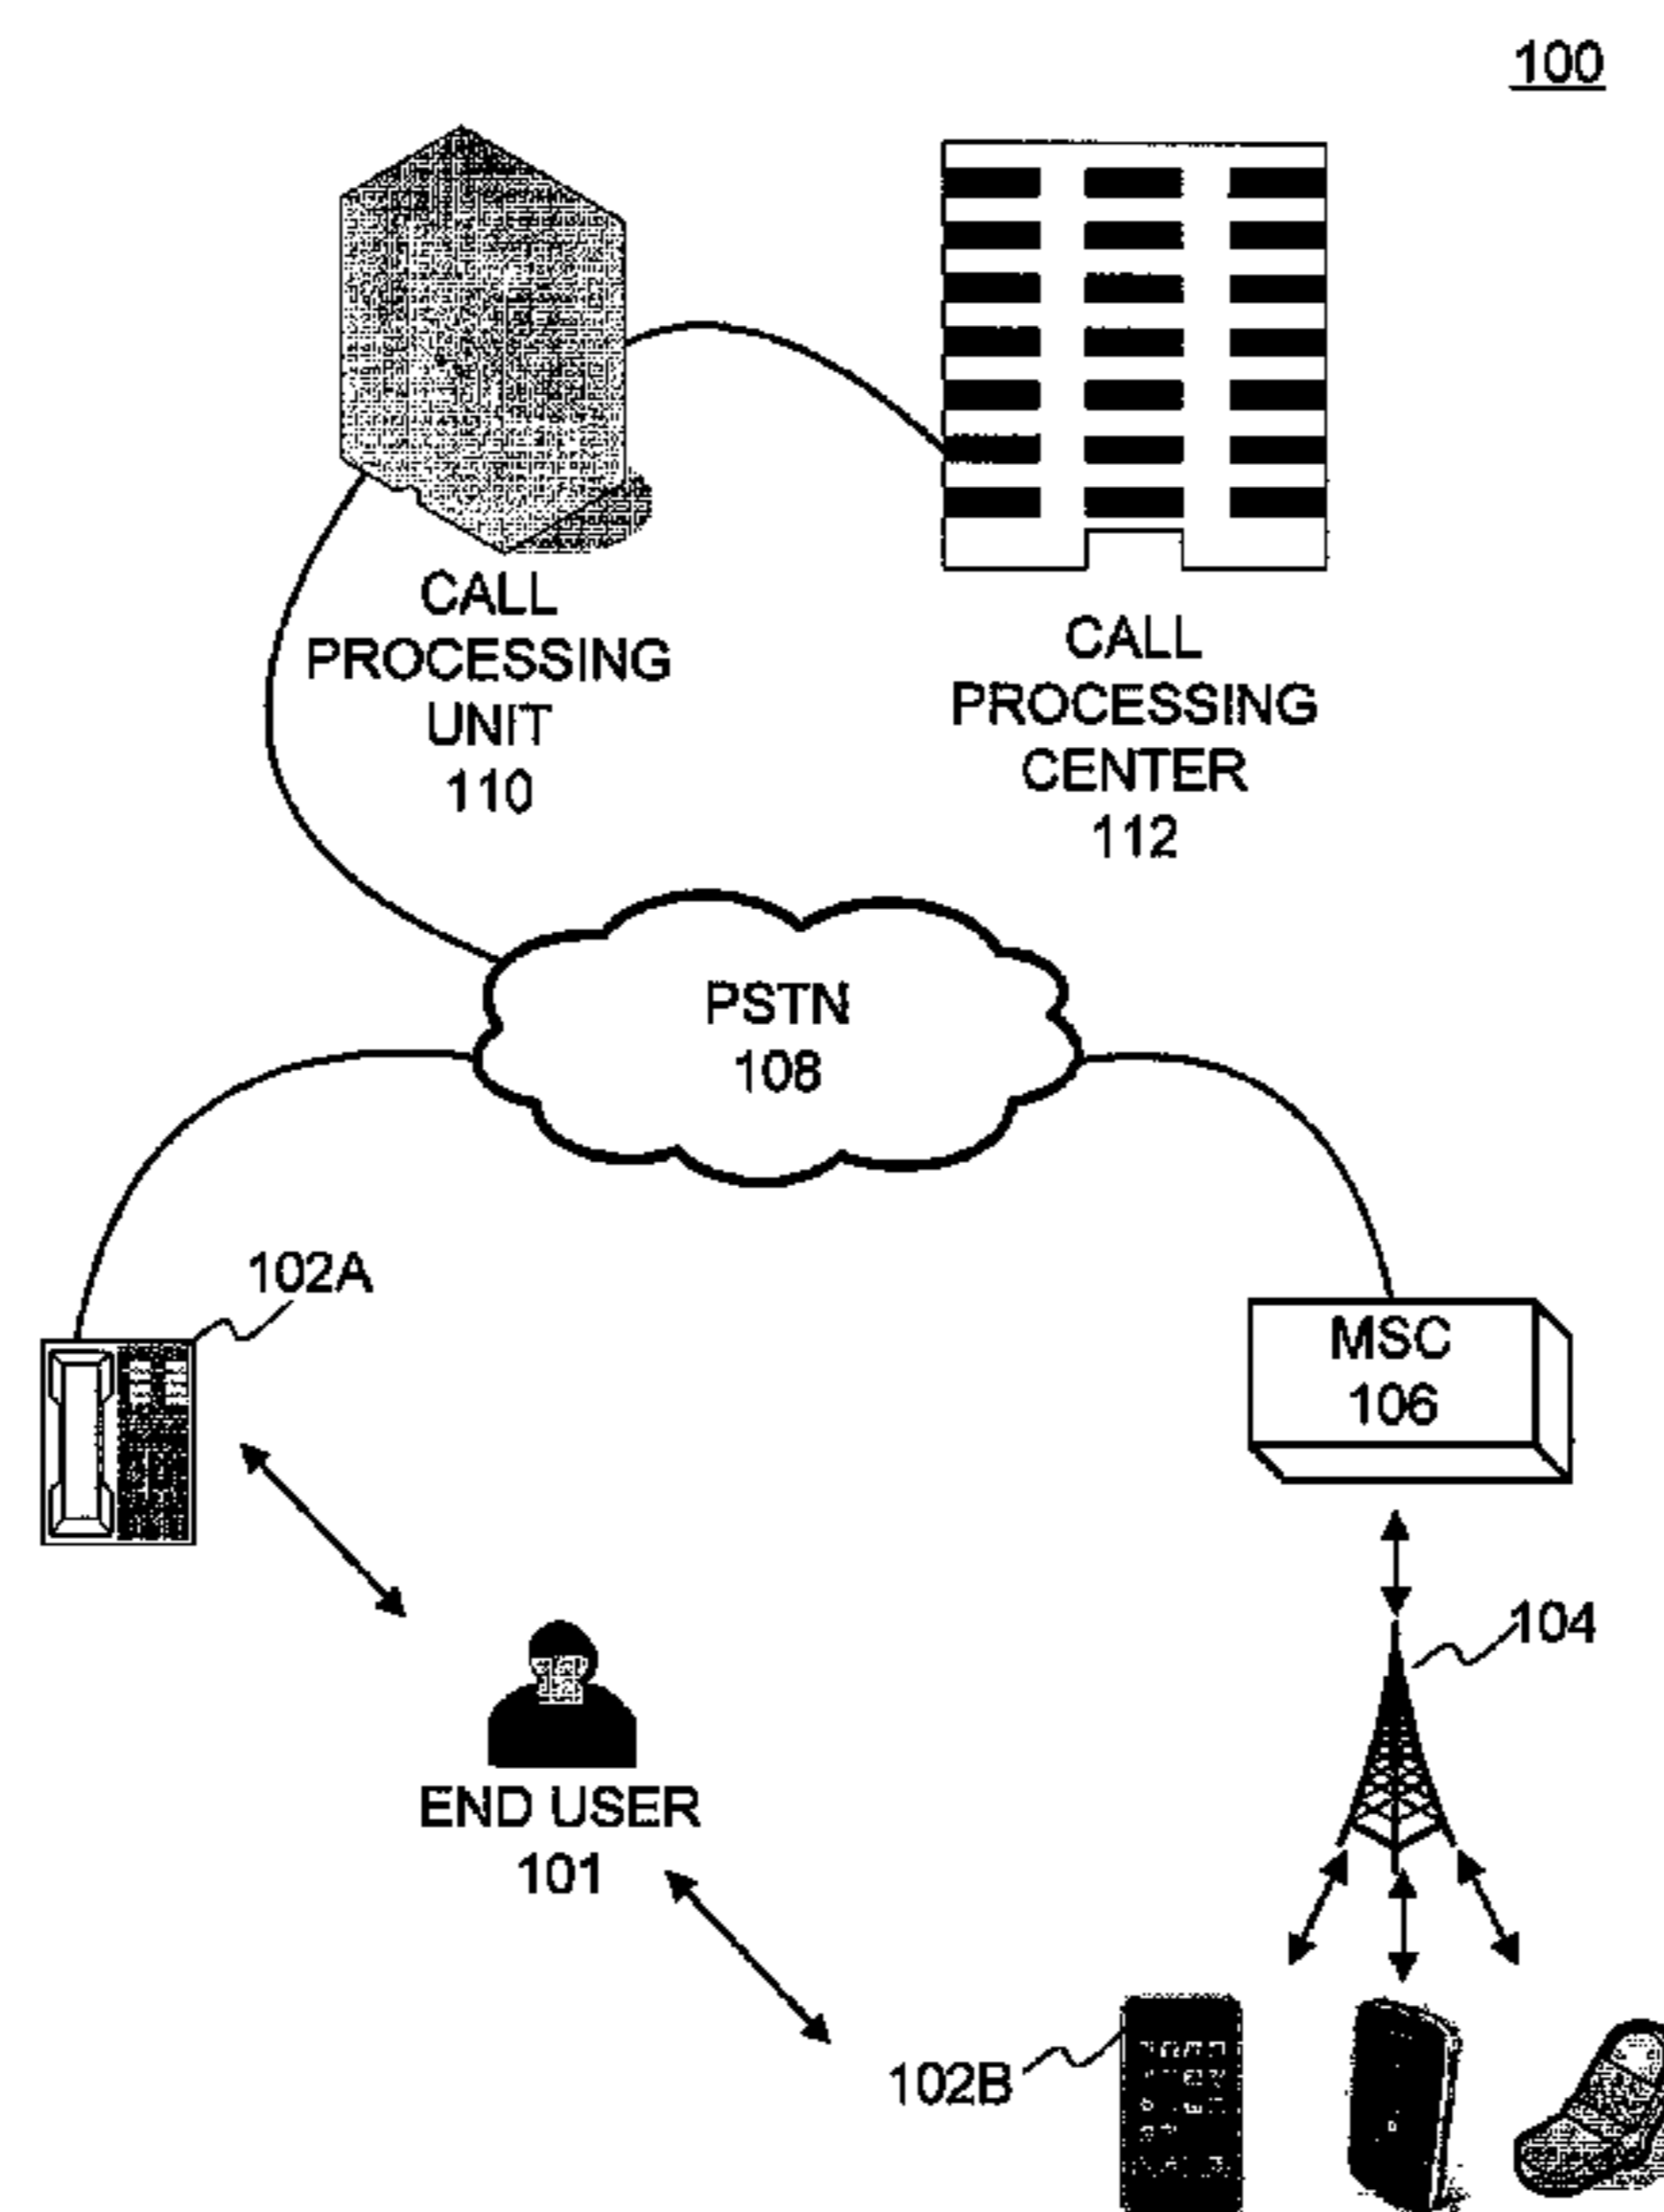 100
CALL
PROCESSING
UNIT
110
CALL
PROCESSING
CENTER
112
PSTN
108
102A
MSC
106
104
END USER
101
102B